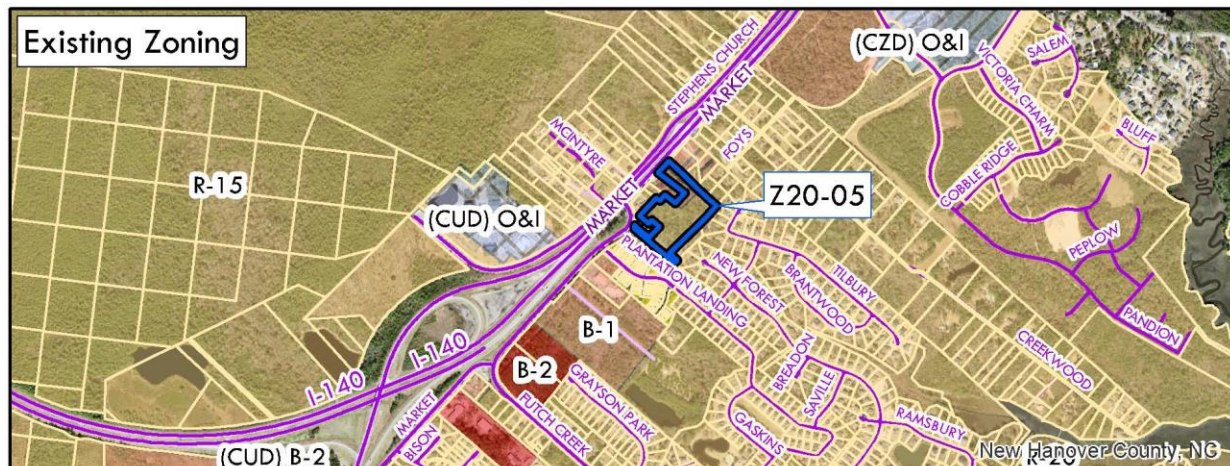 Existing Zoning
(CZD) O&I
SALEM
VICTORIA CHARM
BLUFF
STEPHENS CHURCH
MARKET
FOYS
MCINTYRE
COBBLE RIDGE
R-15
Z20-05
(CUD) O&I
MARKET
PEPLOW
PLANTATION LANDING
NEW FOREST
TILBURY
BRANTWOOD
PANDION
B-1
CREEKWOOD
I-140
I-140
B-2
BREADON
SAVILLE
GRAYSON PARK
MARKET
FUTCH CREEK
GASKINS
RAMSBURY
BISON
(CUD) B-2
R-20
New Hanover County, NC